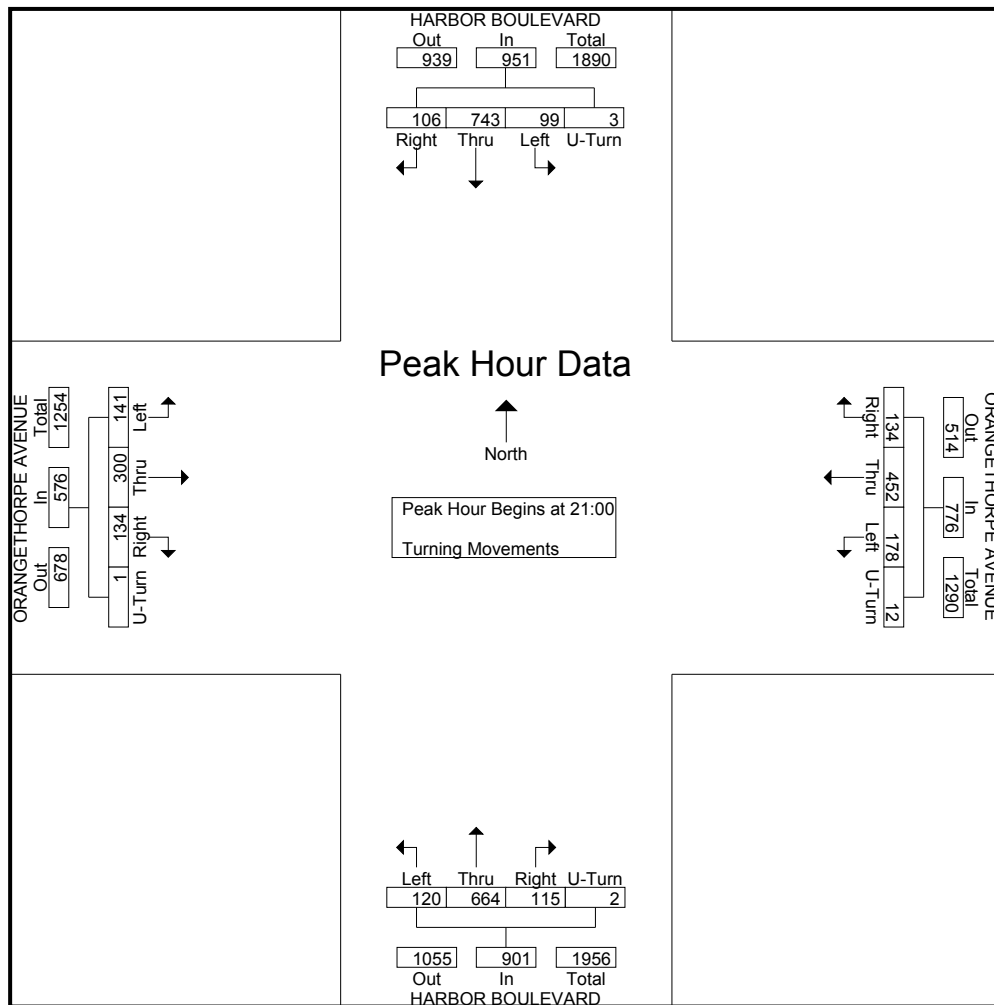 HARBOR BOULEVARD
Out In Total
939 951 1890
106 743 99 3
Right Thru Left U-Turn
Peak Hour Data
North
Peak Hour Begins at 21:00
Turning Movements
ORANGETHORPE AVENUE
Out In Total
678 576 1254
1 134 300 141
U-Turn Right Thru Left
ORANGETHORPE AVENUE
Out In Total
514 776 1290
134 452 178 12
Right Thru Left U-Turn
Left Thru Right U-Turn
120 664 115 2
1055 901 1956
Out In Total
HARBOR BOULEVARD